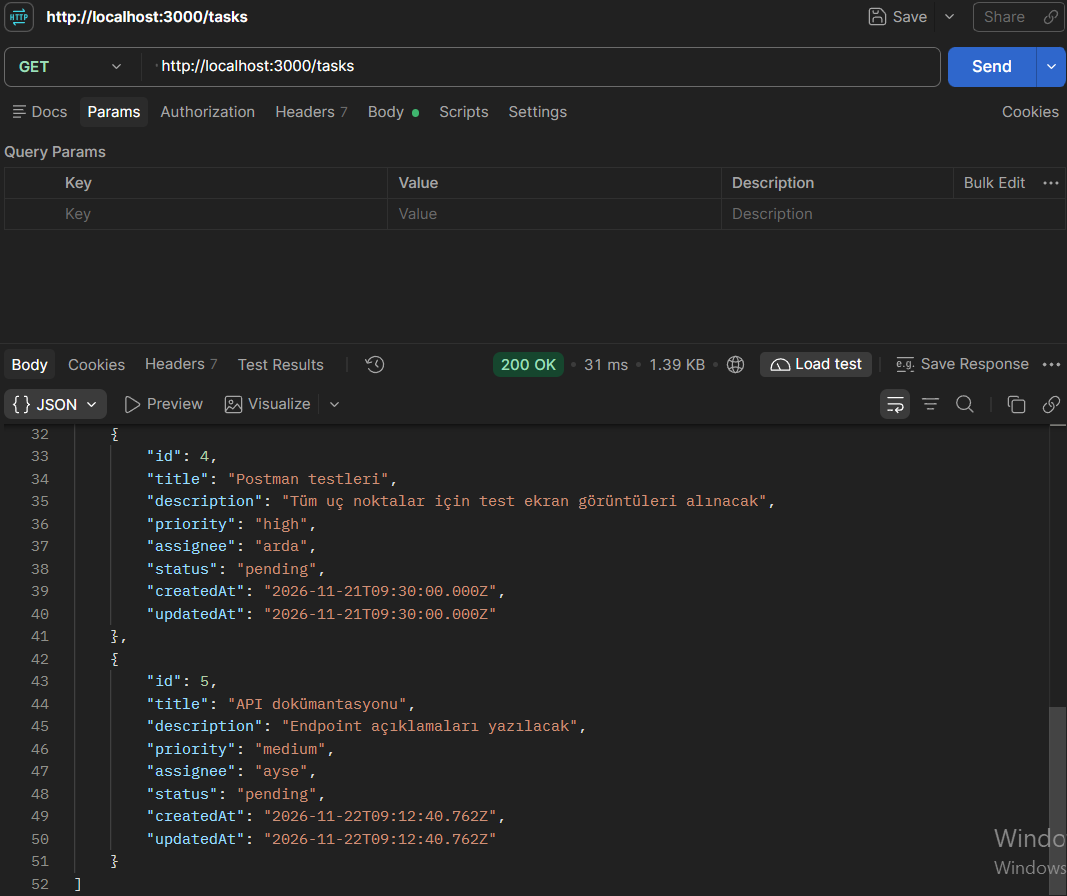 HTTP http://localhost:3000/tasks Save Share
GET http://localhost:3000/tasks Send
Docs Params Authorization Headers 7 Body Scripts Settings Cookies
Query Params
Key Value Description Bulk Edit
Key Value Description
Body Cookies Headers 7 Test Results 200 OK 31 ms 1.39 KB Load test e.g. Save Response
{} JSON Preview Visualize
32 {
33 "id": 4,
34 "title": "Postman testleri",
35 "description": "Tüm uç noktalar için test ekran görüntüleri alınacak",
36 "priority": "high",
37 "assignee": "arda",
38 "status": "pending",
39 "createdAt": "2026-11-21T09:30:00.000Z",
40 "updatedAt": "2026-11-21T09:30:00.000Z"
41 },
42 {
43 "id": 5,
44 "title": "API dokümantasyonu",
45 "description": "Endpoint açıklamaları yazılacak",
46 "priority": "medium",
47 "assignee": "ayse",
48 "status": "pending",
49 "createdAt": "2026-11-22T09:12:40.762Z",
50 "updatedAt": "2026-11-22T09:12:40.762Z"
51 }
52 ]
Windo
Windows